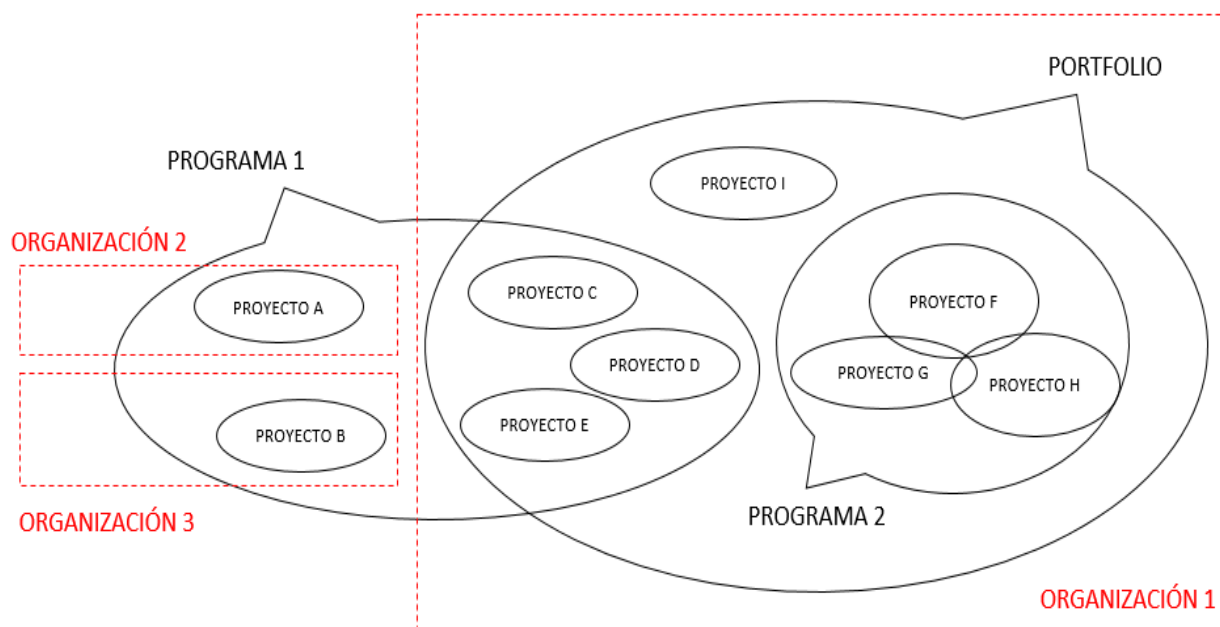 PORTFOLIO
PROGRAMA 1
PROYECTO I
ORGANIZACIÓN 2
PROYECTO A
PROYECTO C
PROYECTO F
PROYECTO D
PROYECTO G
PROYECTO H
PROYECTO B
PROYECTO E
ORGANIZACIÓN 3
PROGRAMA 2
ORGANIZACIÓN 1